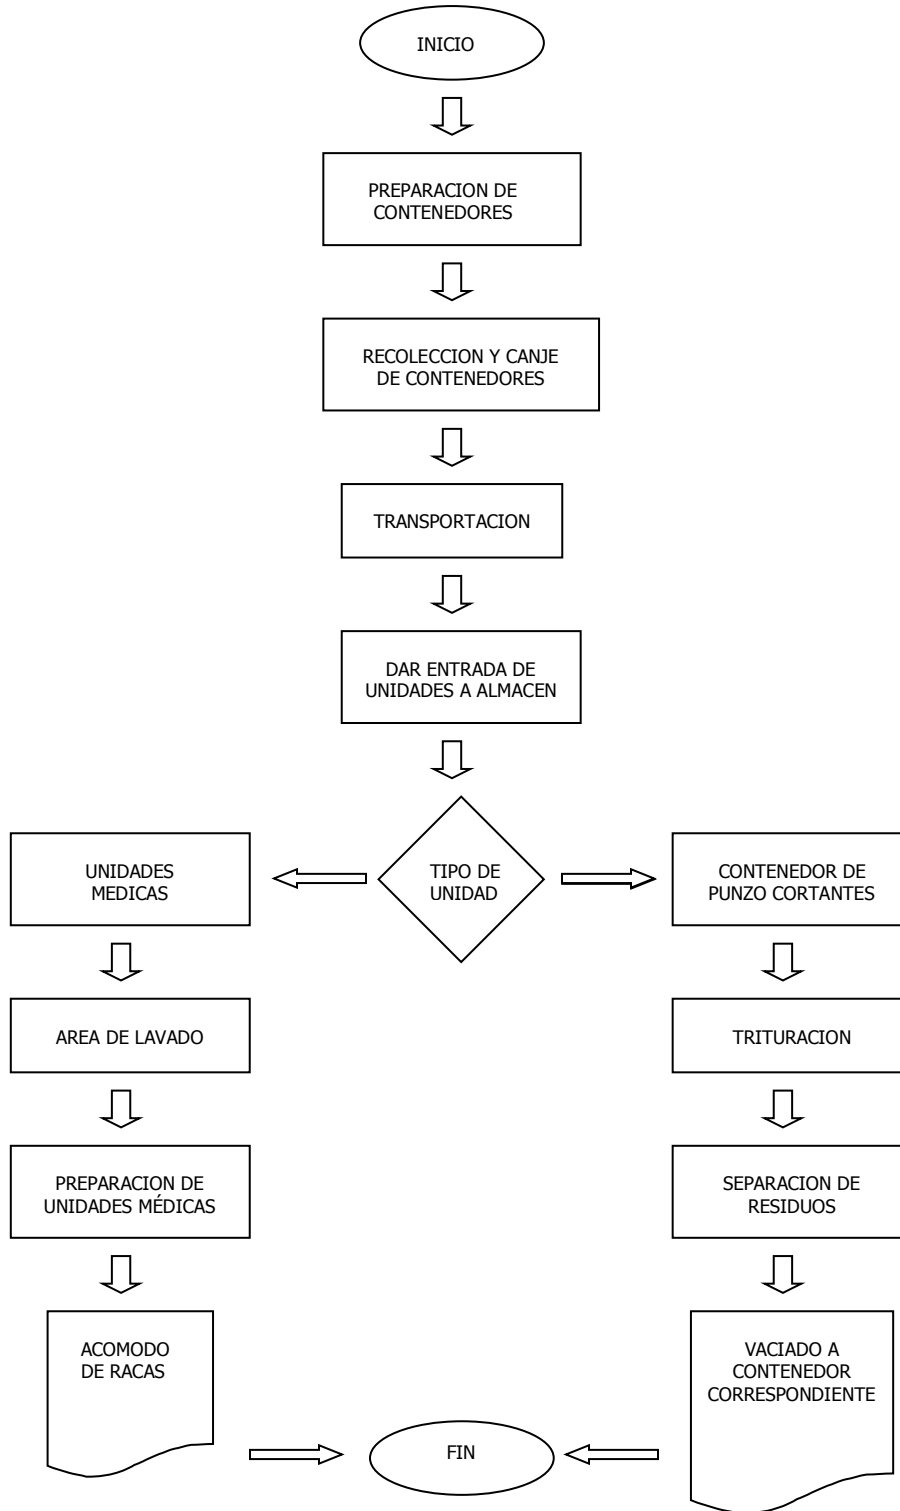 INICIO
PREPARACION DE
CONTENEDORES
RECOLECCION Y CANJE
DE CONTENEDORES
TRANSPORTACION
DAR ENTRADA DE
UNIDADES A ALMACEN
TIPO DE
UNIDAD
UNIDADES
MEDICAS
AREA DE LAVADO
PREPARACION DE
UNIDADES MÉDICAS
ACOMODO
DE RACAS
CONTENEDOR DE
PUNZO CORTANTES
TRITURACION
SEPARACION DE
RESIDUOS
VACIADO A
CONTENEDOR
CORRESPONDIENTE
FIN